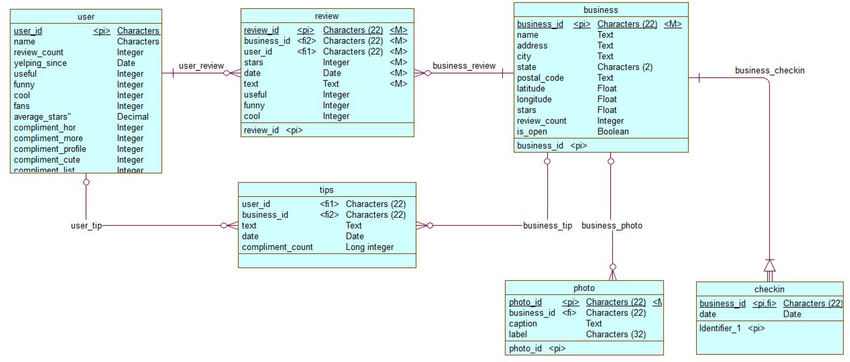 user
user_id <pi> Characters
name Characters
review_count Integer
yelping_since Date
useful Integer
funny Integer
cool Integer
fans Integer
average_stars" Decimal
compliment_hor Integer
compliment_more Integer
compliment_profile Integer
compliment_cute Integer
compliment_list Integer
user_review
review
review_id <pi> Characters (22) <M>
business_id <fi2> Characters (22) <M>
user_id <fi1> Characters (22) <M>
stars Integer <M>
date Date <M>
text Text <M>
useful Integer
funny Integer
cool Integer
review_id <pi>
business_review
business
business_id <pi> Characters (22) <M>
name Text
address Text
city Text
state Characters (2)
postal_code Text
latitude Float
longitude Float
stars Float
review_count Integer
is_open Boolean
business_id <pi>
business_checkin
user_tip
tips
user_id <fi1> Characters (22)
business_id <fi2> Characters (22)
text Text
date Date
compliment_count Long integer
business_tip
business_photo
photo
photo_id <pi> Characters (22)
business_id <fi> Characters (22)
caption Text
label Characters (32)
photo_id <pi>
checkin
business_id <pi.fi> Characters (22)
date Date
Identifier_1 <pi>